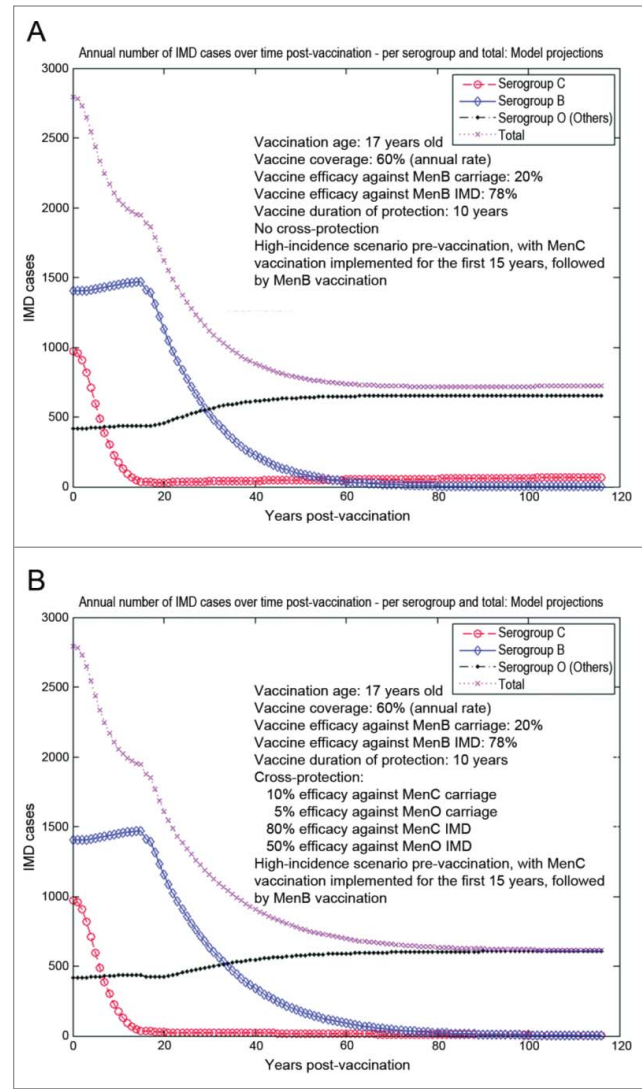 A
Annual number of IMD cases over time post-vaccination - per serogroup and total: Model projections
3000
2500
2000
1500
1000
500
0
IMD cases
Serogroup C
Serogroup B
Serogroup O (Others)
Total
Vaccination age: 17 years old
Vaccine coverage: 60% (annual rate)
Vaccine efficacy against MenB carriage: 20%
Vaccine efficacy against MenB IMD: 78%
Vaccine duration of protection: 10 years
No cross-protection
High-incidence scenario pre-vaccination, with MenC
vaccination implemented for the first 15 years, followed
by MenB vaccination
0 20 40 60 80 100 120
Years post-vaccination
B
Annual number of IMD cases over time post-vaccination - per serogroup and total: Model projections
3000
2500
2000
1500
1000
500
0
IMD cases
Serogroup C
Serogroup B
Serogroup O (Others)
Total
Vaccination age: 17 years old
Vaccine coverage: 60% (annual rate)
Vaccine efficacy against MenB carriage: 20%
Vaccine efficacy against MenB IMD: 78%
Vaccine duration of protection: 10 years
Cross-protection:
10% efficacy against MenC carriage
5% efficacy against MenO carriage
80% efficacy against MenC IMD
50% efficacy against MenO IMD
High-incidence scenario pre-vaccination, with MenC
vaccination implemented for the first 15 years, followed
by MenB vaccination
0 20 40 60 80 100 120
Years post-vaccination